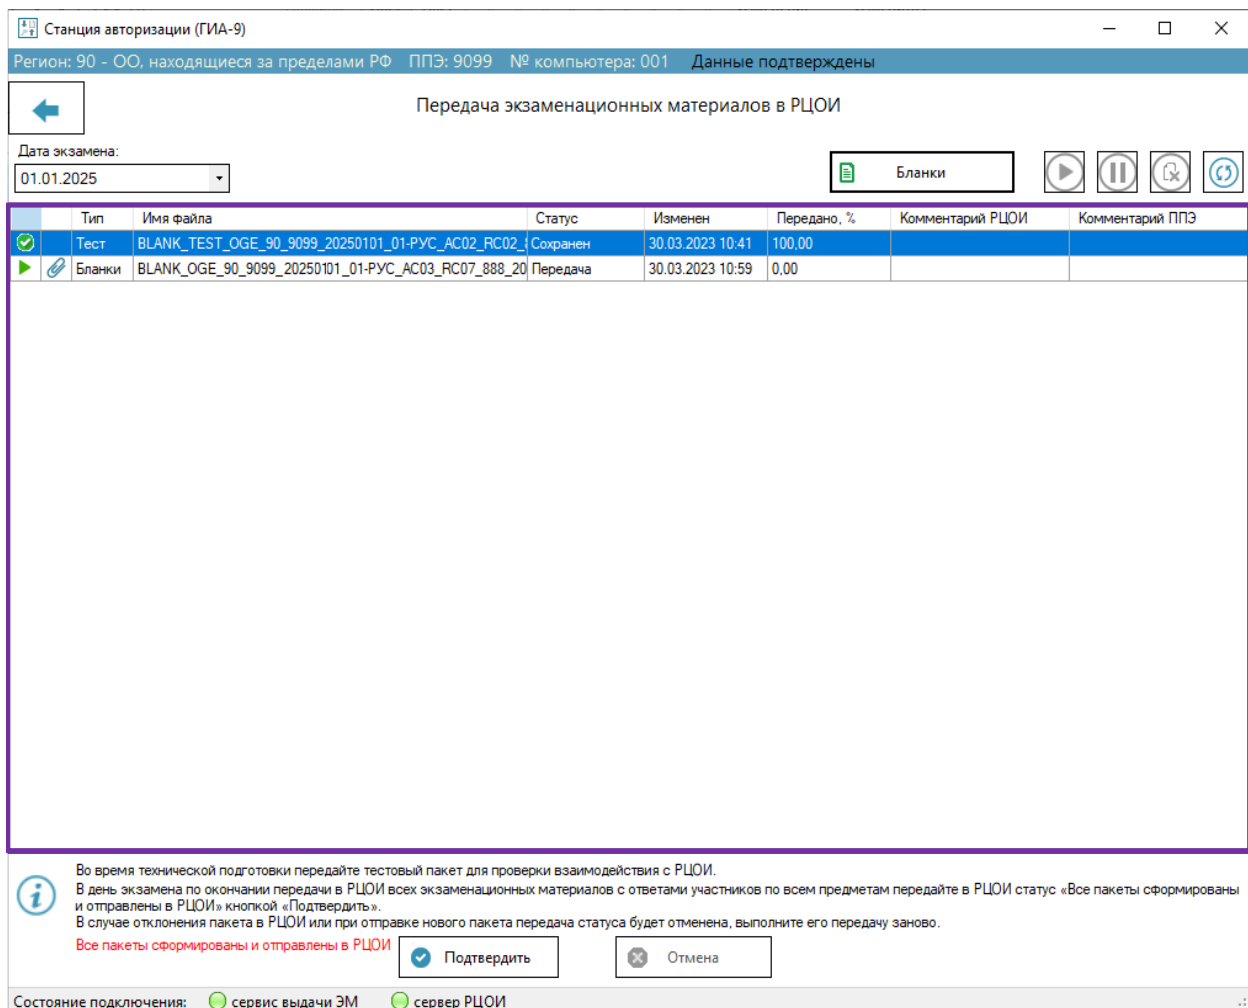 Станция авторизации (ГИА-9)
Регион: 90 - ОО, находящиеся за пределами РФ ППЭ: 9099 № компьютера: 001 Данные подтверждены
Передача экзаменационных материалов в РЦОИ
Дата экзамена:
01.01.2025
Бланки
Тип Имя файла Статус Изменен Передано, % Комментарий РЦОИ Комментарий ППЭ
Тест BLANK_TEST_OGE_90_9099_20250101_01-РУС_AC02_RC02_ Сохранен 30.03.2023 10:41 100,00
Бланки BLANK_OGE_90_9099_20250101_01-РУС_AC03_RC07_888_20 Передача 30.03.2023 10:59 0,00
Во время технической подготовки передайте тестовый пакет для проверки взаимодействия с РЦОИ.
В день экзамена по окончании передачи в РЦОИ всех экзаменационных материалов с ответами участников по всем предметам передайте в РЦОИ статус «Все пакеты сформированы
и отправлены в РЦОИ» кнопкой «Подтвердить».
В случае отклонения пакета в РЦОИ или при отправке нового пакета передача статуса будет отменена, выполните его передачу заново.
Все пакеты сформированы и отправлены в РЦОИ Подтвердить Отмена
Состояние подключения: сервис выдачи ЭМ сервер РЦОИ